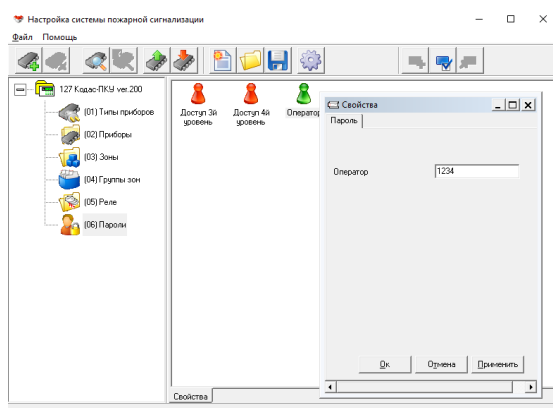 Настройка системы пожарной сигнализации
Файл Помощь
127 Кодос-ПКУ ver.200
(01) Типы приборов
(02) Приборы
(03) Зоны
(04) Группы зон
(05) Реле
(06) Пароли
Доступ 3й уровень
Доступ 4й уровень
Оператор
Свойства
Пароль
Оператор
1234
Ок Отмена Применить
Свойства